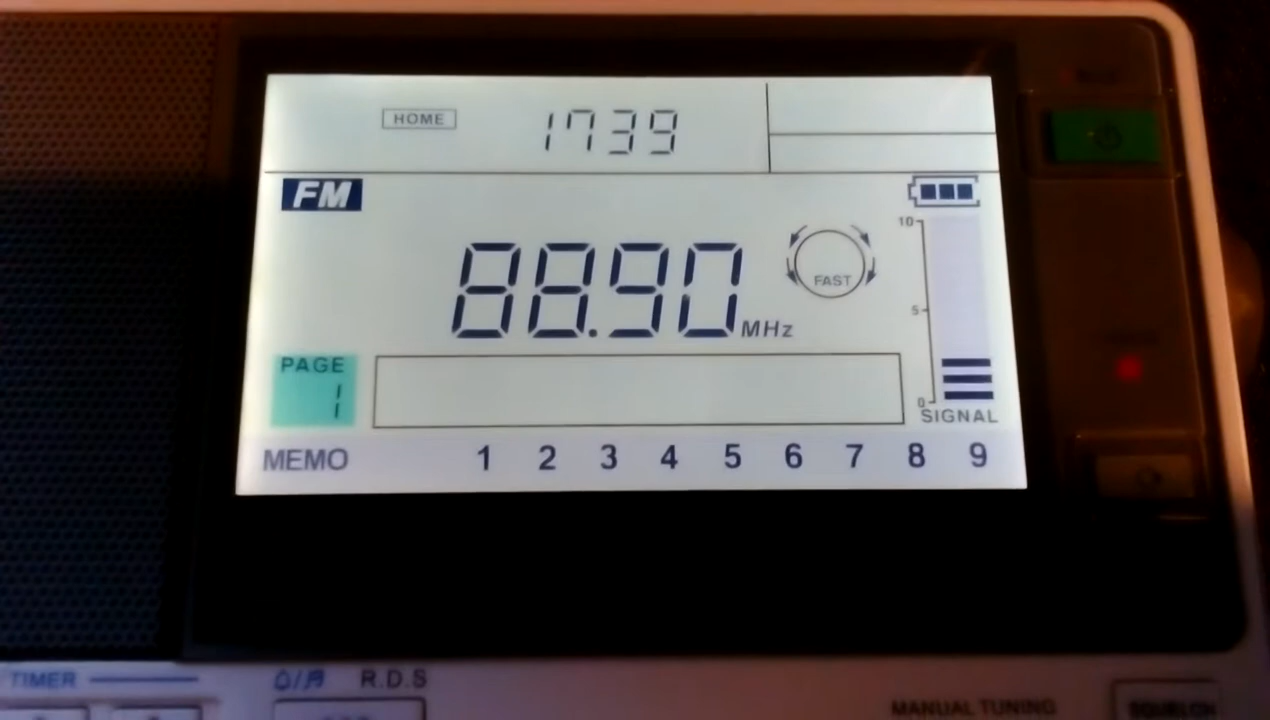 HOME 1739
FM
10
88.90 MHz
FAST
5
PAGE
1
0
SIGNAL
MEMO 1 2 3 4 5 6 7 8 9
TIMER
R.D.S
MANUAL TUNING
SQUELCH